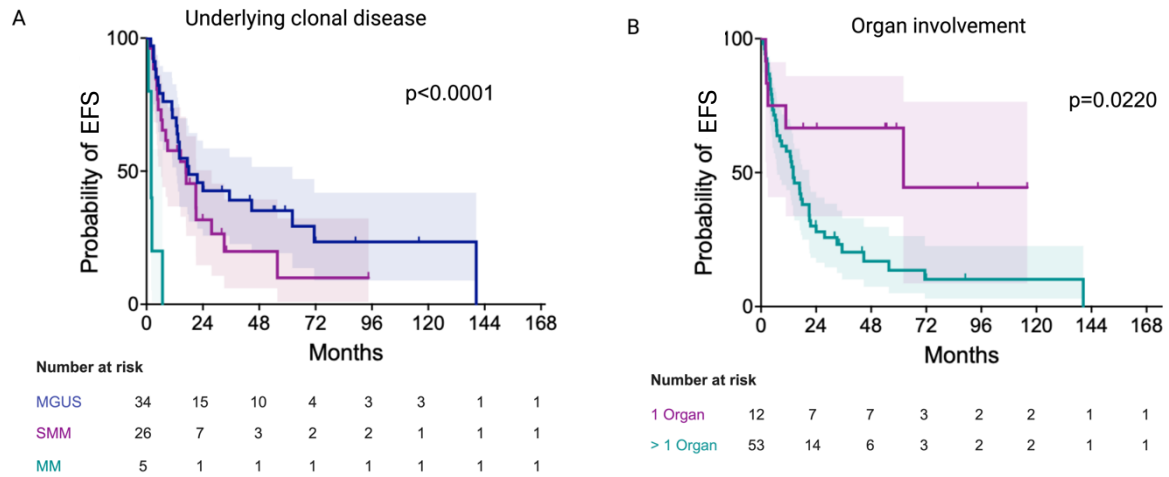 A
Underlying clonal disease
100
50
0
Probability of EFS
p<0.0001
0 24 48 72 96 120 144 168
Months
Number at risk
MGUS 34 15 10 4 3 3 1 1
SMM 26 7 3 2 2 1 1 1
MM 5 1 1 1 1 1 1 1
B
Organ involvement
100
50
0
Probability of EFS
p=0.0220
0 24 48 72 96 120 144 168
Months
Number at risk
1 Organ 12 7 7 3 2 2 1 1
> 1 Organ 53 14 6 3 2 2 1 1